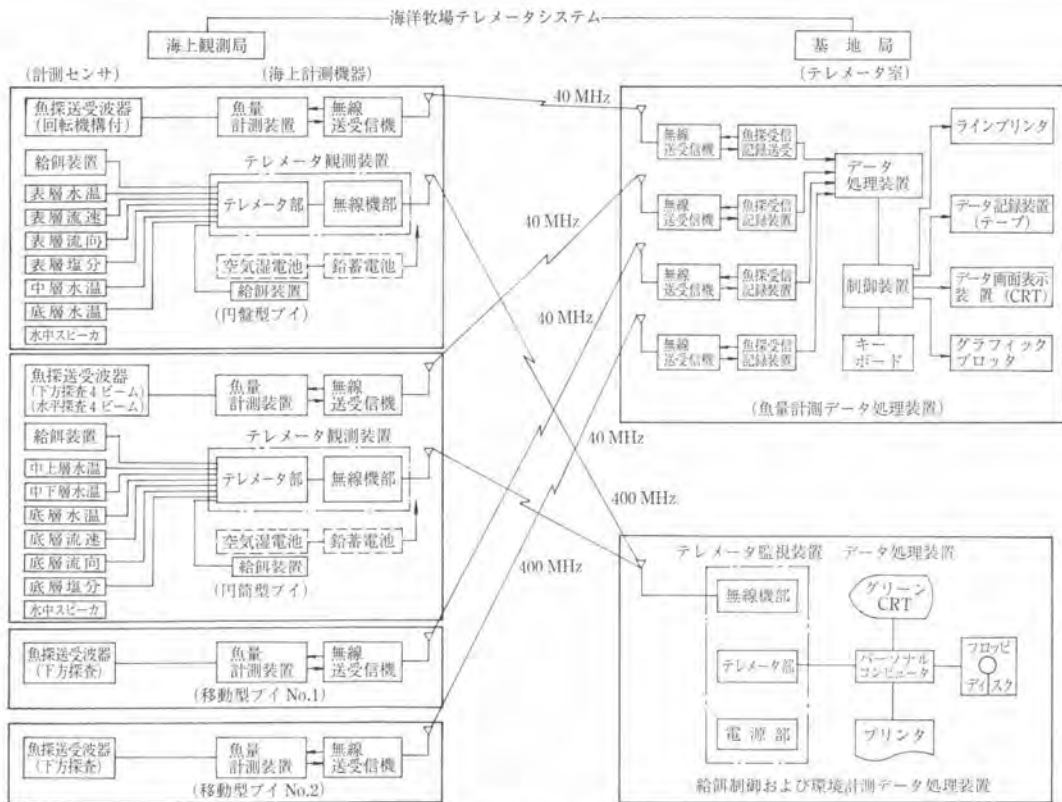 海洋牧場テレメータシステム
海上観測局
基地局
(計測センサ)
(海上計測機器)
(テレメータ室)
魚探送受波器
(回転機構付)
魚量
計測装置
無線
送受信機
給餌装置
テレメータ観測装置
表層水温
表層流速
表層流向
表層塩分
中層水温
底層水温
水中スピーカ
テレメータ部
無線機部
空気湿電池
鉛蓄電池
給餌装置
(円盤型ブイ)
魚探送受波器
(下方探査4ビーム)
(水平探査4ビーム)
魚量
計測装置
無線
送受信機
給餌装置
テレメータ観測装置
中上層水温
中下層水温
底層水温
底層流速
底層流向
底層塩分
水中スピーカ
テレメータ部
無線機部
空気湿電池
鉛蓄電池
給餌装置
(円筒型ブイ)
魚探送受波器
(下方探査)
魚量
計測装置
無線
送受信機
(移動型ブイ No.1)
魚探送受波器
(下方探査)
魚量
計測装置
無線
送受信機
(移動型ブイ No.2)
40 MHz
40 MHz
40 MHz
40 MHz
400 MHz
400 MHz
無線
送受信機
魚探受信
記録送受
無線
送受信機
魚探受信
記録装置
無線
送受信機
魚探受信
記録装置
無線
送受信機
魚探受信
記録装置
データ
処理装置
制御装置
キー
ボード
ラインプリンタ
データ記録装置
(テープ)
データ画面表示
装置(CRT)
グラフィック
プロッタ
(魚量計測データ処理装置)
テレメータ監視装置
データ処理装置
無線機部
テレメータ部
電源部
グリーン
CRT
パーソナル
コンピュータ
フロッピ
ディスク
プリンタ
給餌制御および環境計測データ処理装置